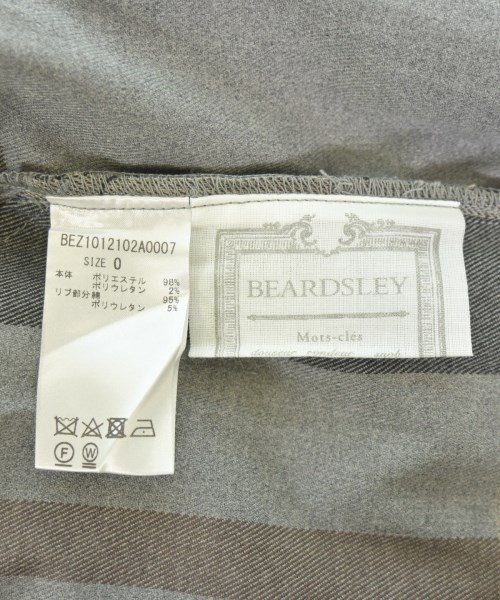 BEZ1012102A0007
SIZE 0
本体 ポリエステル 98%
ポリウレタン 2%
リブ部分綿 95%
ポリウレタン 5%
F W
BEARDSLEY
Mots-clés